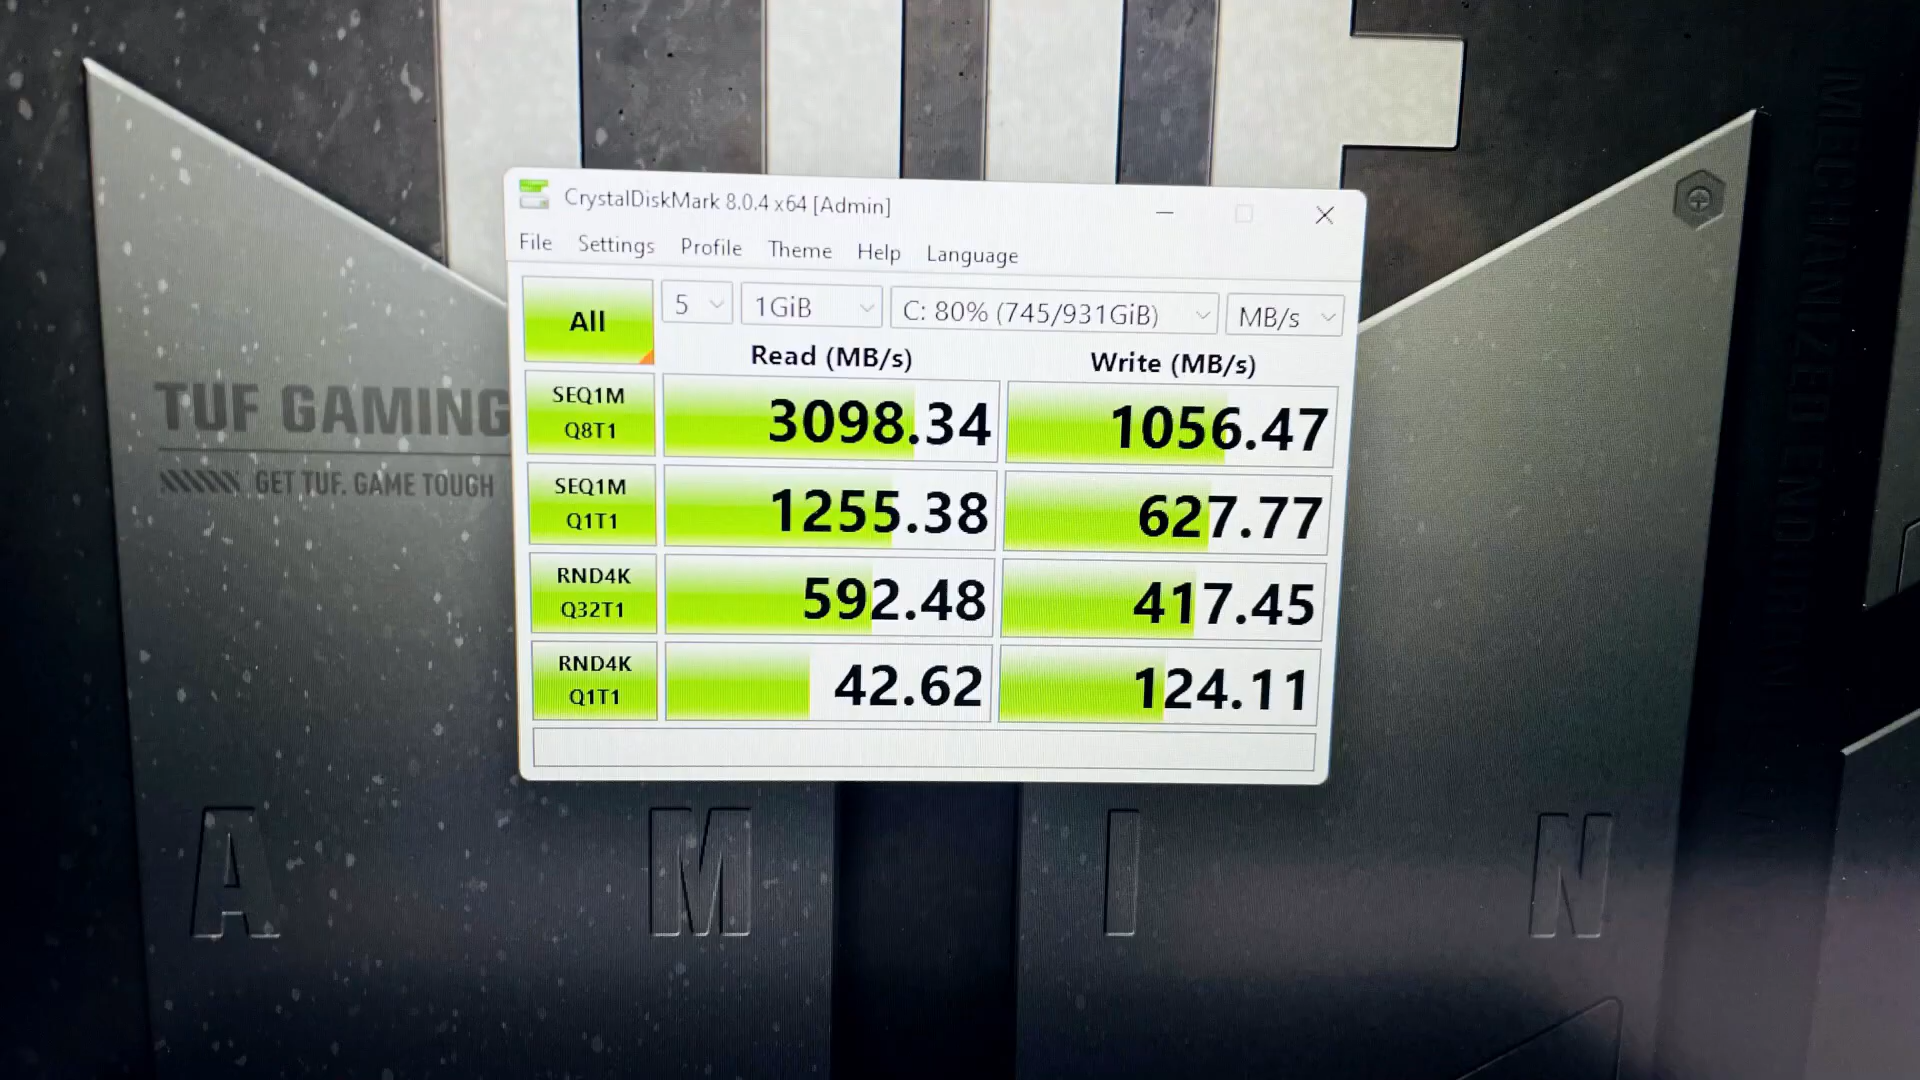 CrystalDiskMark 8.0.4 x64 [Admin]
File Settings Profile Theme Help Language
All 5 1GiB C: 80% (745/931GiB) MB/s
Read (MB/s) Write (MB/s)
SEQ1M
Q8T1
3098.34 1056.47
SEQ1M
Q1T1
1255.38 627.77
RND4K
Q32T1
592.48 417.45
RND4K
Q1T1
42.62 124.11
TUF GAMING
GET TUF. GAME TOUGH
A M I N